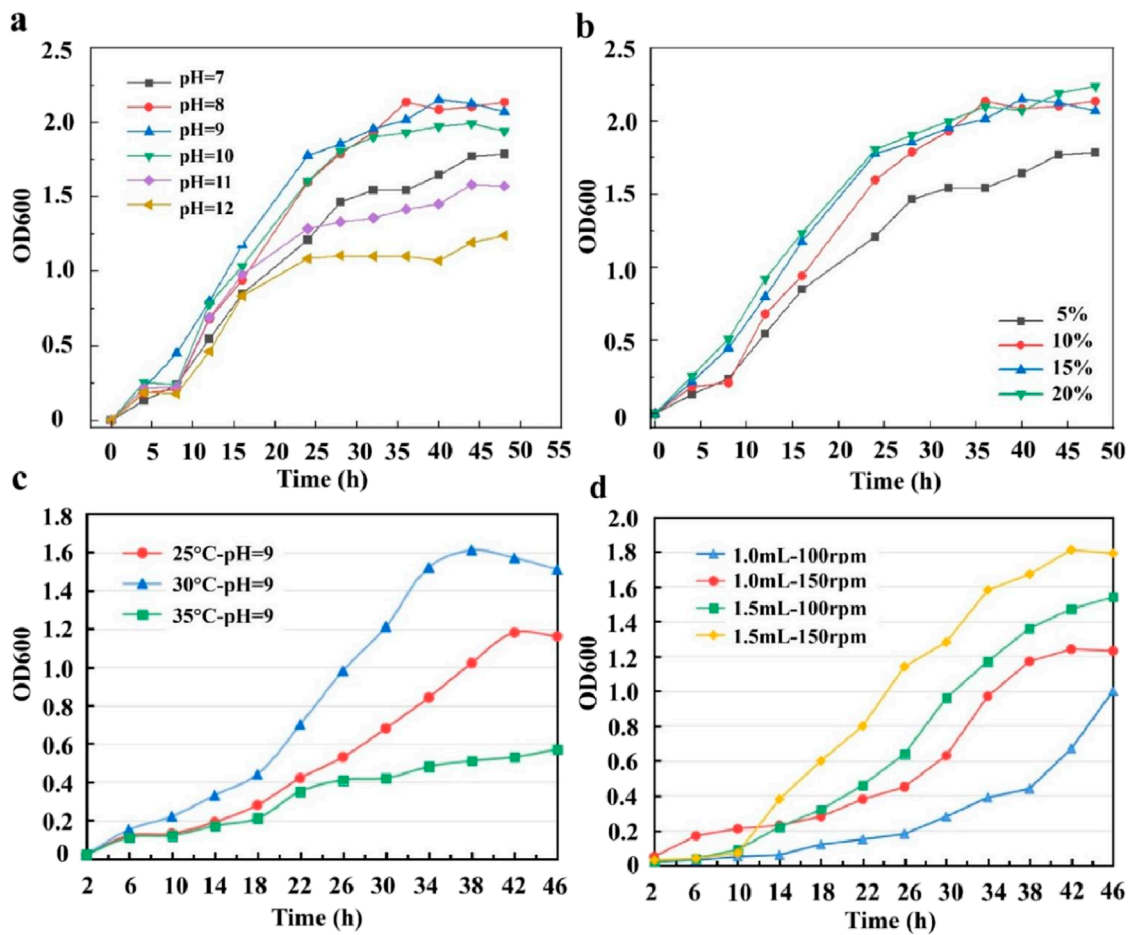 a
2.5
2.0
1.5
1.0
0.5
0
OD600
pH=7
pH=8
pH=9
pH=10
pH=11
pH=12
0 5 10 15 20 25 30 35 40 45 50 55
Time (h)
b
2.5
2.0
1.5
1.0
0.5
0
OD600
5%
10%
15%
20%
0 5 10 15 20 25 30 35 40 45 50
Time (h)
c
1.8
1.6
1.4
1.2
1.0
0.8
0.6
0.4
0.2
0
OD600
25°C-pH=9
30°C-pH=9
35°C-pH=9
2 6 10 14 18 22 26 30 34 38 42 46
Time (h)
d
2.0
1.8
1.6
1.4
1.2
1.0
0.8
0.6
0.4
0.2
0
OD600
1.0mL-100rpm
1.0mL-150rpm
1.5mL-100rpm
1.5mL-150rpm
2 6 10 14 18 22 26 30 34 38 42 46
Time (h)